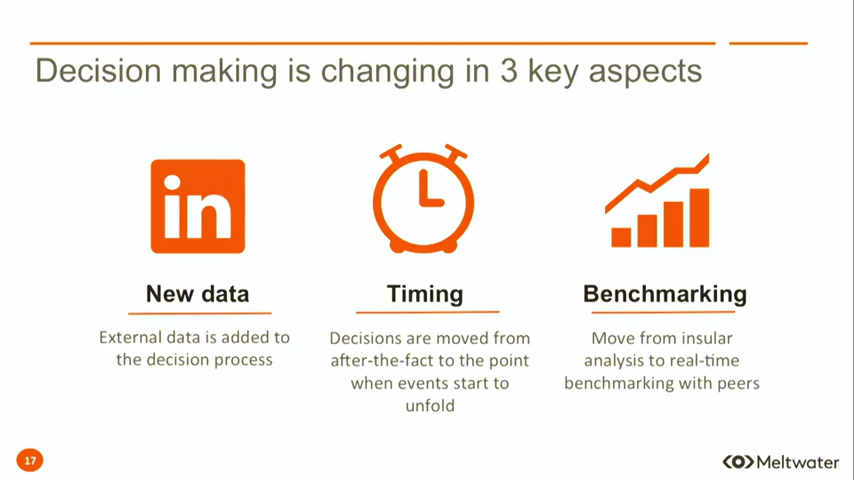 Decision making is changing in 3 key aspects
in
New data
External data is added to
the decision process
Timing
Decisions are moved from
after-the-fact to the point
when events start to
unfold
Benchmarking
Move from insular
analysis to real-time
benchmarking with peers
17
Meltwater